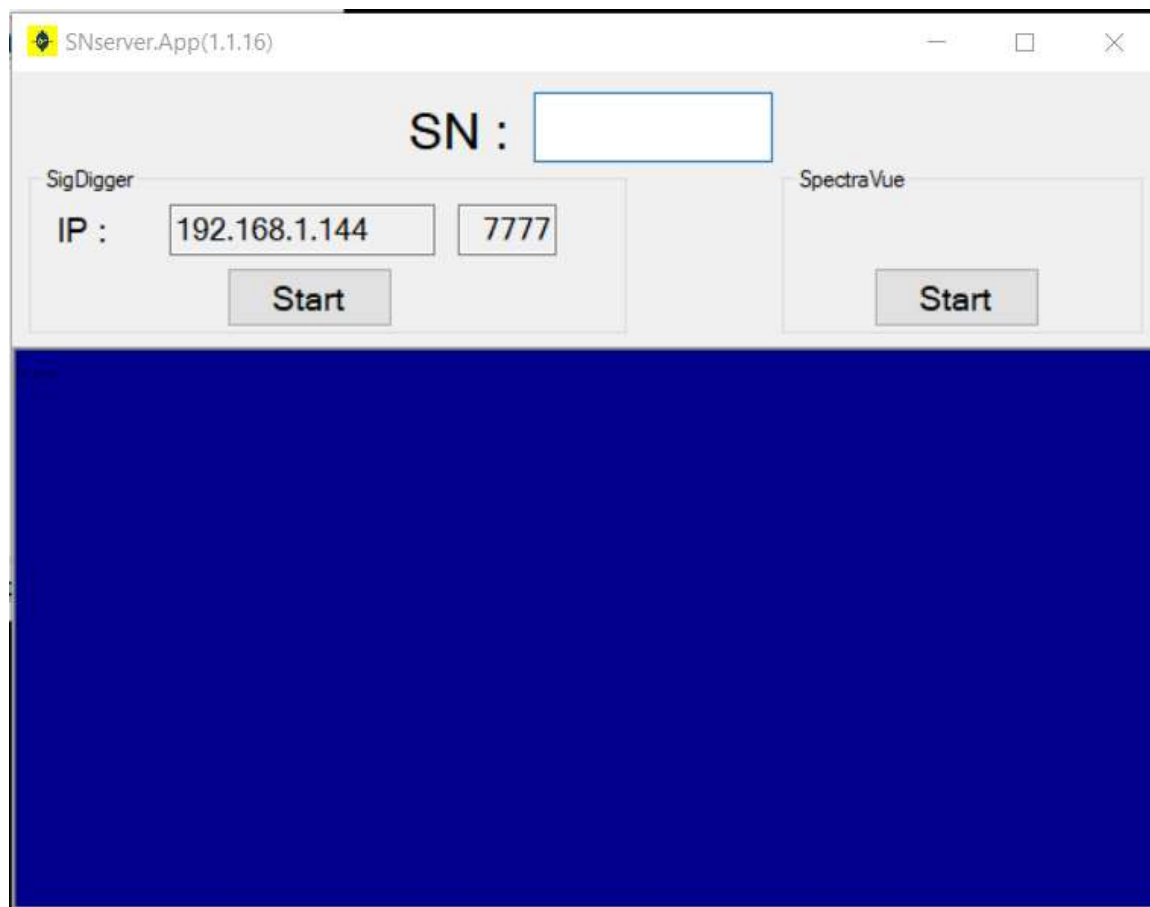 SNserver.App(1.1.16)
SN :
SigDigger
SpectraVue
IP :
192.168.1.144
7777
Start
Start